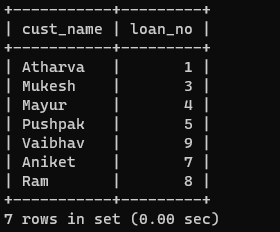 +-----------+---------+
| cust_name | loan_no |
+-----------+---------+
| Atharva   |       1 |
| Mukesh    |       3 |
| Mayur     |       4 |
| Pushpak   |       5 |
| Vaibhav   |       9 |
| Aniket    |       7 |
| Ram       |       8 |
+-----------+---------+
7 rows in set (0.00 sec)